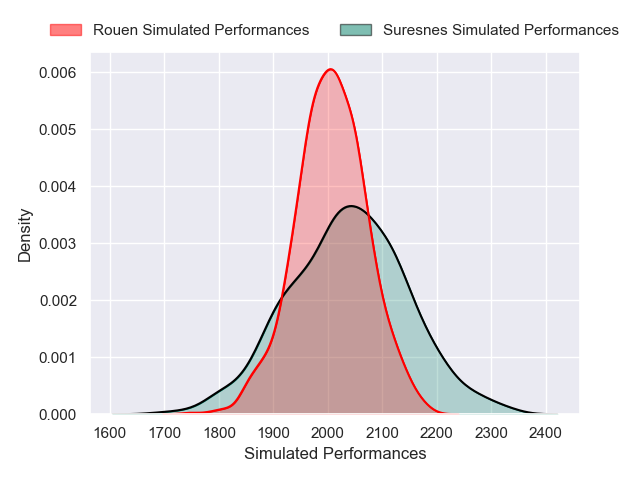 Rouen Simulated Performances Suresnes Simulated Performances
0.006
0.005
0.004
0.003
0.002
0.001
0.000
Density
1600 1700 1800 1900 2000 2100 2200 2300 2400
Simulated Performances